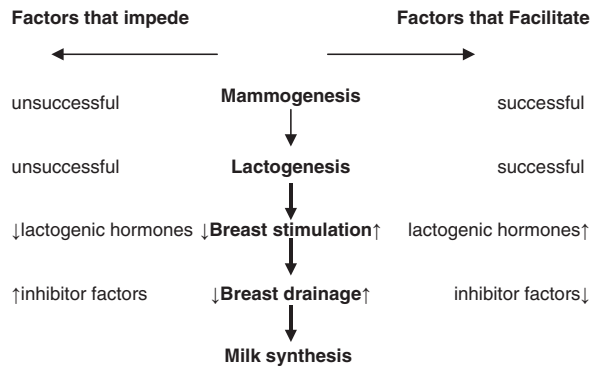 Factors that impede Factors that Facilitate
unsuccessful Mammogenesis successful
unsuccessful Lactogenesis successful
↓lactogenic hormones ↓Breast stimulation↑ lactogenic hormones↑
↑inhibitor factors ↓Breast drainage↑ inhibitor factors↓
Milk synthesis